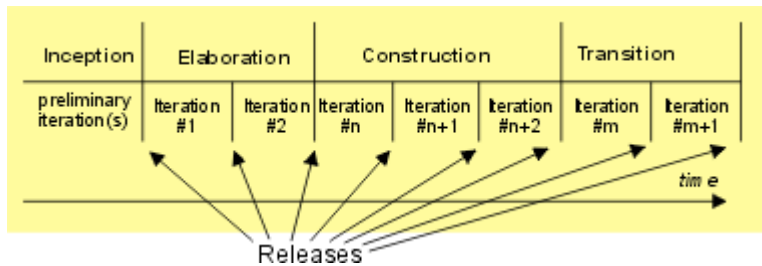 Inception Elaboration Construction Transition
preliminary Iteration Iteration Iteration Iteration Iteration Iteration Iteration
iteration(s) #1 #2 #n #n+1 #n+2 #m #m+1
time
Releases